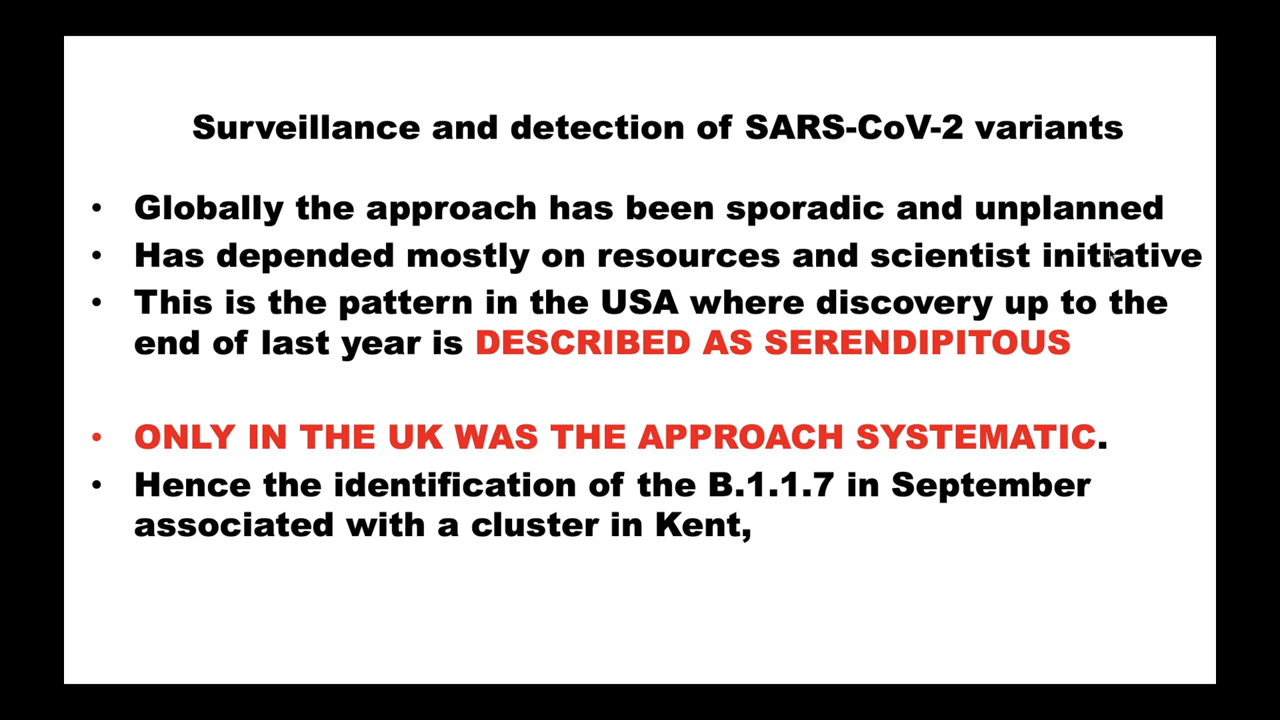 Surveillance and detection of SARS-CoV-2 variants
• Globally the approach has been sporadic and unplanned
• Has depended mostly on resources and scientist initiative
• This is the pattern in the USA where discovery up to the
end of last year is DESCRIBED AS SERENDIPITOUS
• ONLY IN THE UK WAS THE APPROACH SYSTEMATIC.
• Hence the identification of the B.1.1.7 in September
associated with a cluster in Kent,